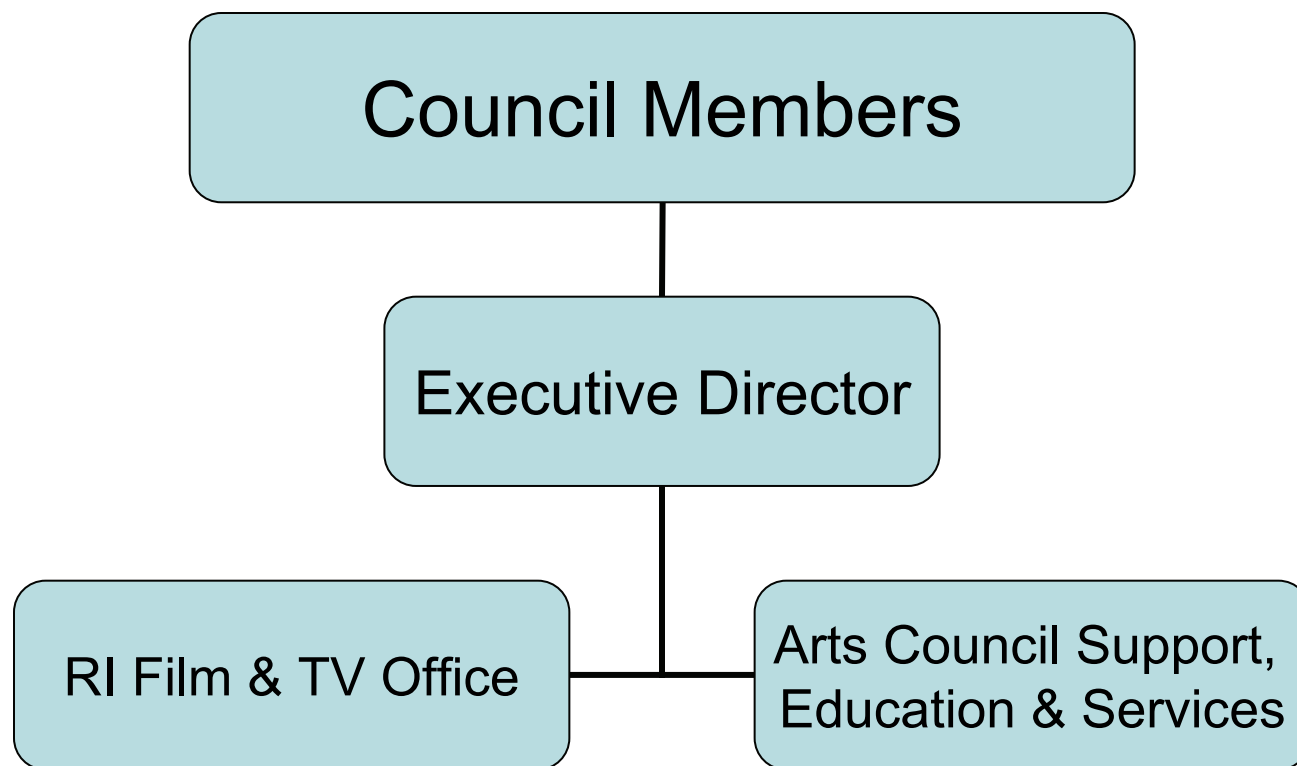 Council Members
Executive Director
RI Film & TV Office
Arts Council Support,
Education & Services